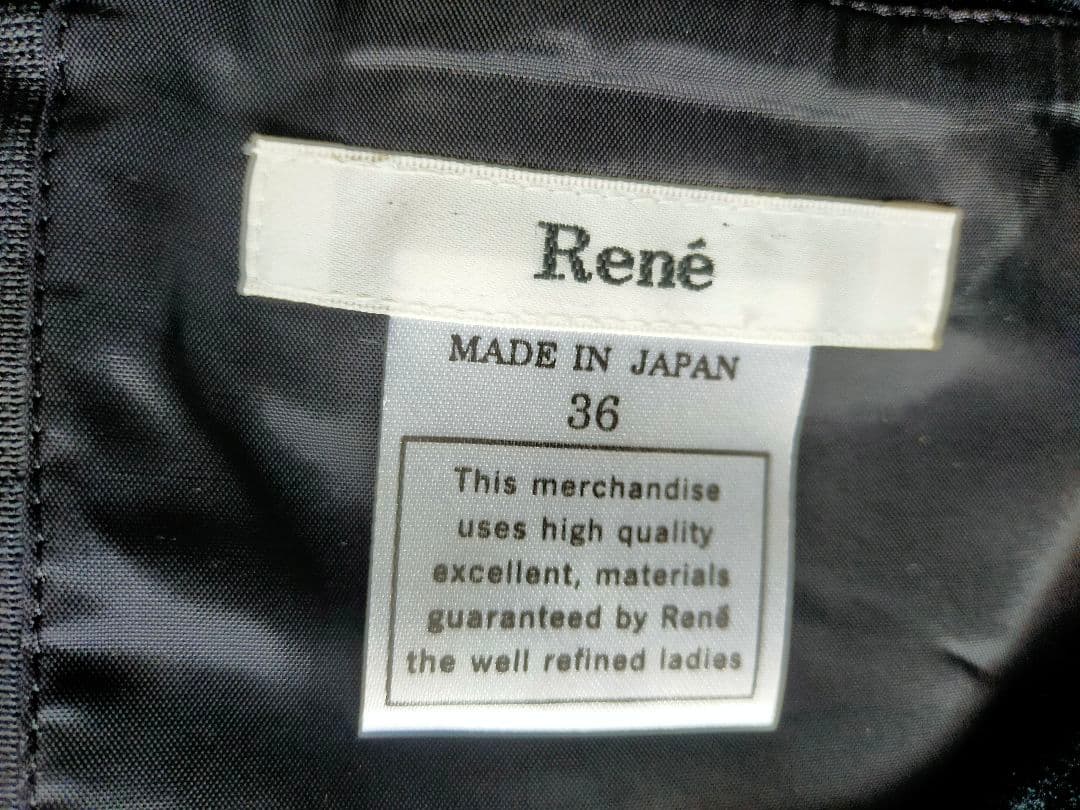 René
MADE IN JAPAN
36
This merchandise
uses high quality
excellent, materials
guaranteed by René
the well refined ladies